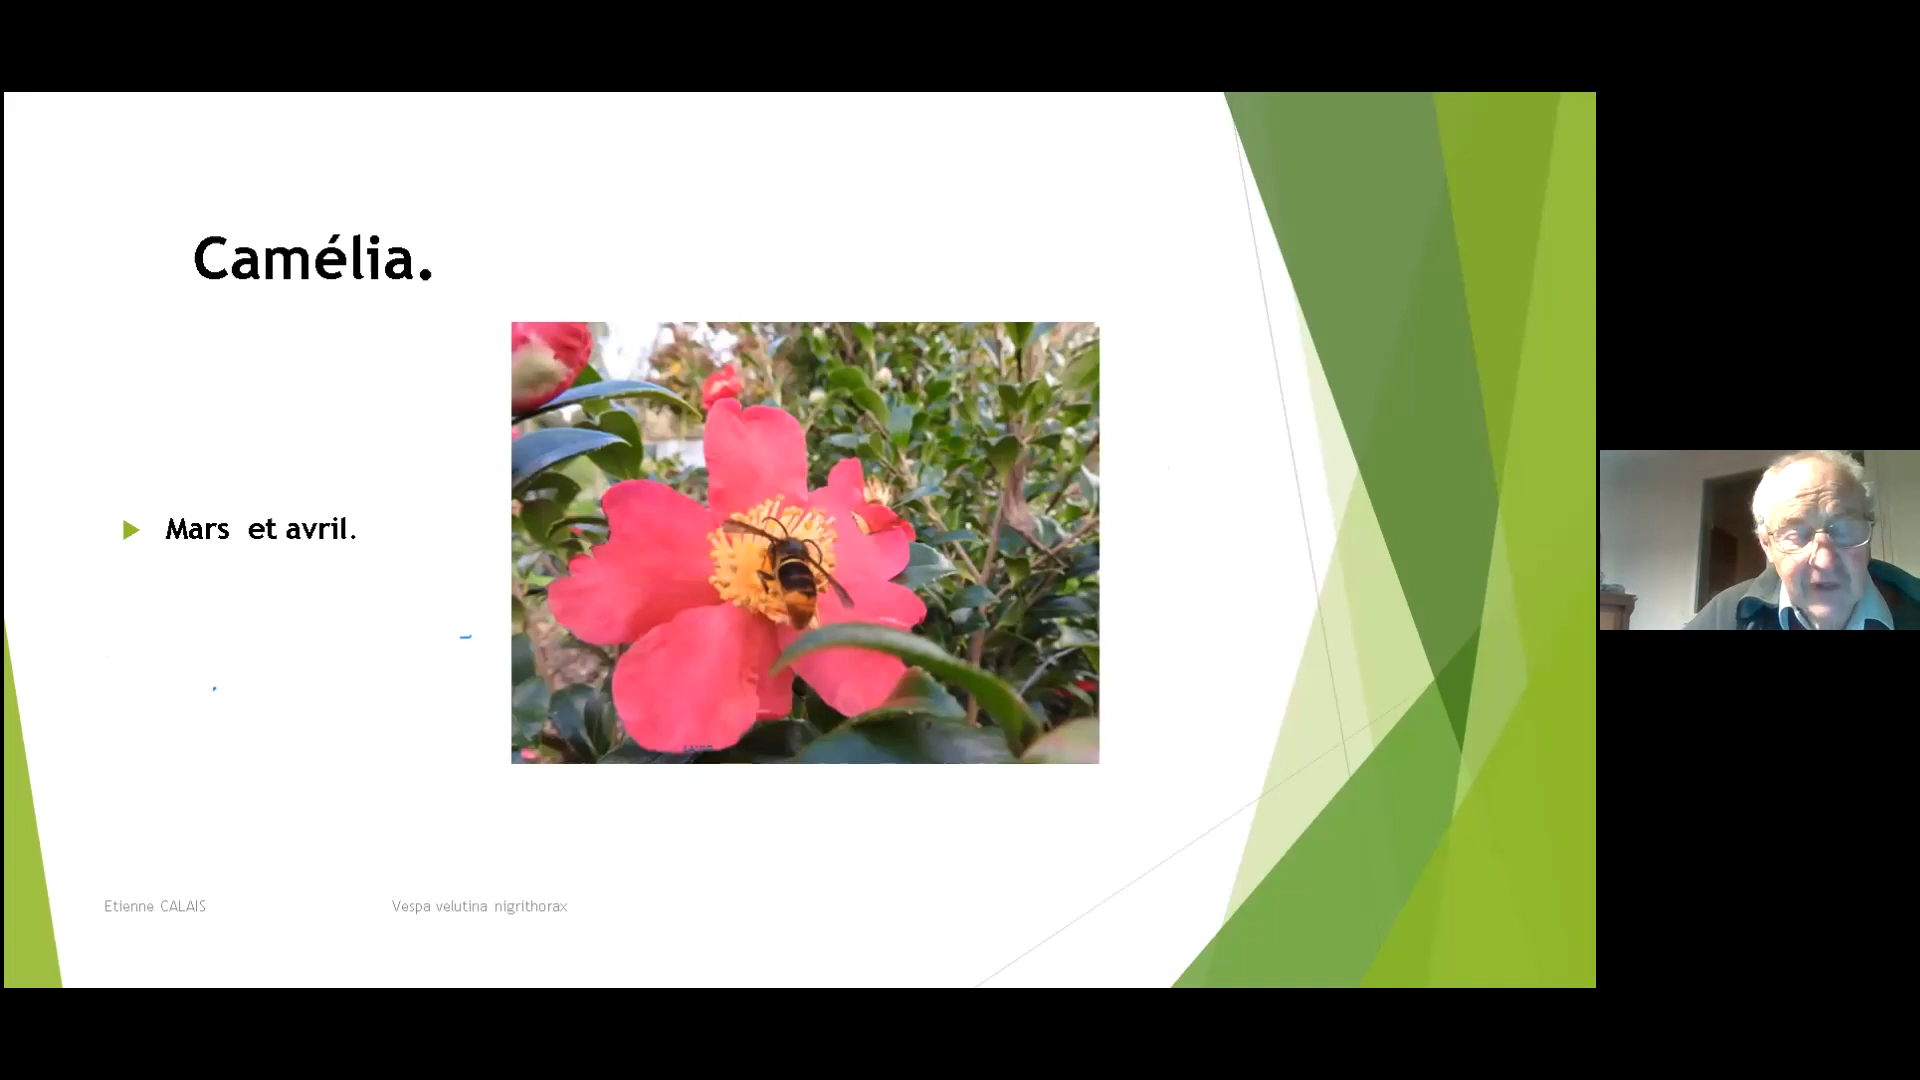 Camélia.
Mars et avril.
Etienne CALAIS
Vespa velutina nigrithorax